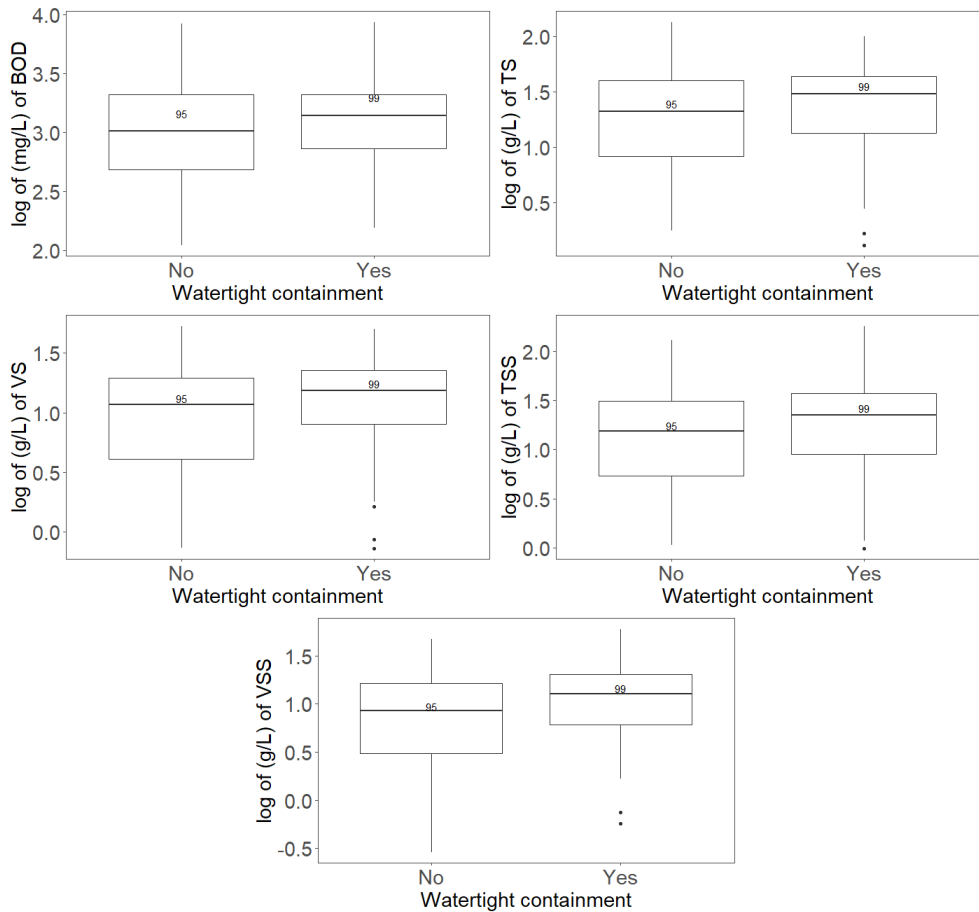 log of (mg/L) of BOD
4.0
3.5
3.0
2.5
2.0
95
99
No
Yes
Watertight containment
log of (g/L) of TS
2.0
1.5
1.0
0.5
95
99
No
Yes
Watertight containment
log of (g/L) of VS
1.5
1.0
0.5
0.0
95
99
No
Yes
Watertight containment
log of (g/L) of TSS
2.0
1.5
1.0
0.5
0.0
95
99
No
Yes
Watertight containment
log of (g/L) of VSS
1.5
1.0
0.5
0.0
-0.5
95
99
No
Yes
Watertight containment